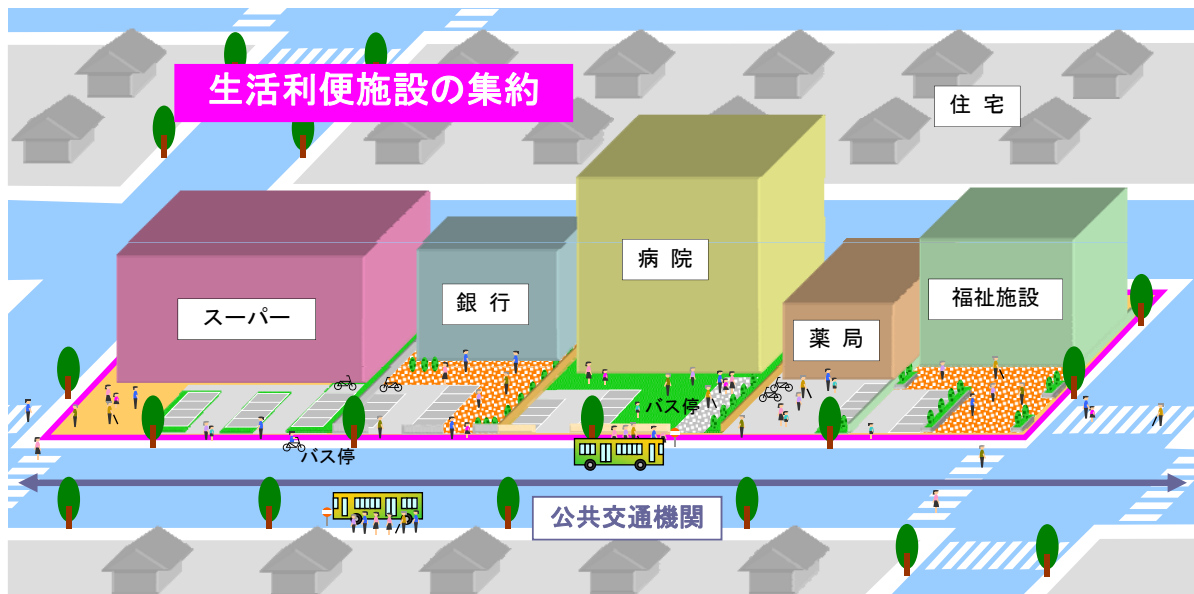 生活利便施設の集約
住宅
スーパー
銀行
病院
薬局
福祉施設
バス停
バス停
公共交通機関